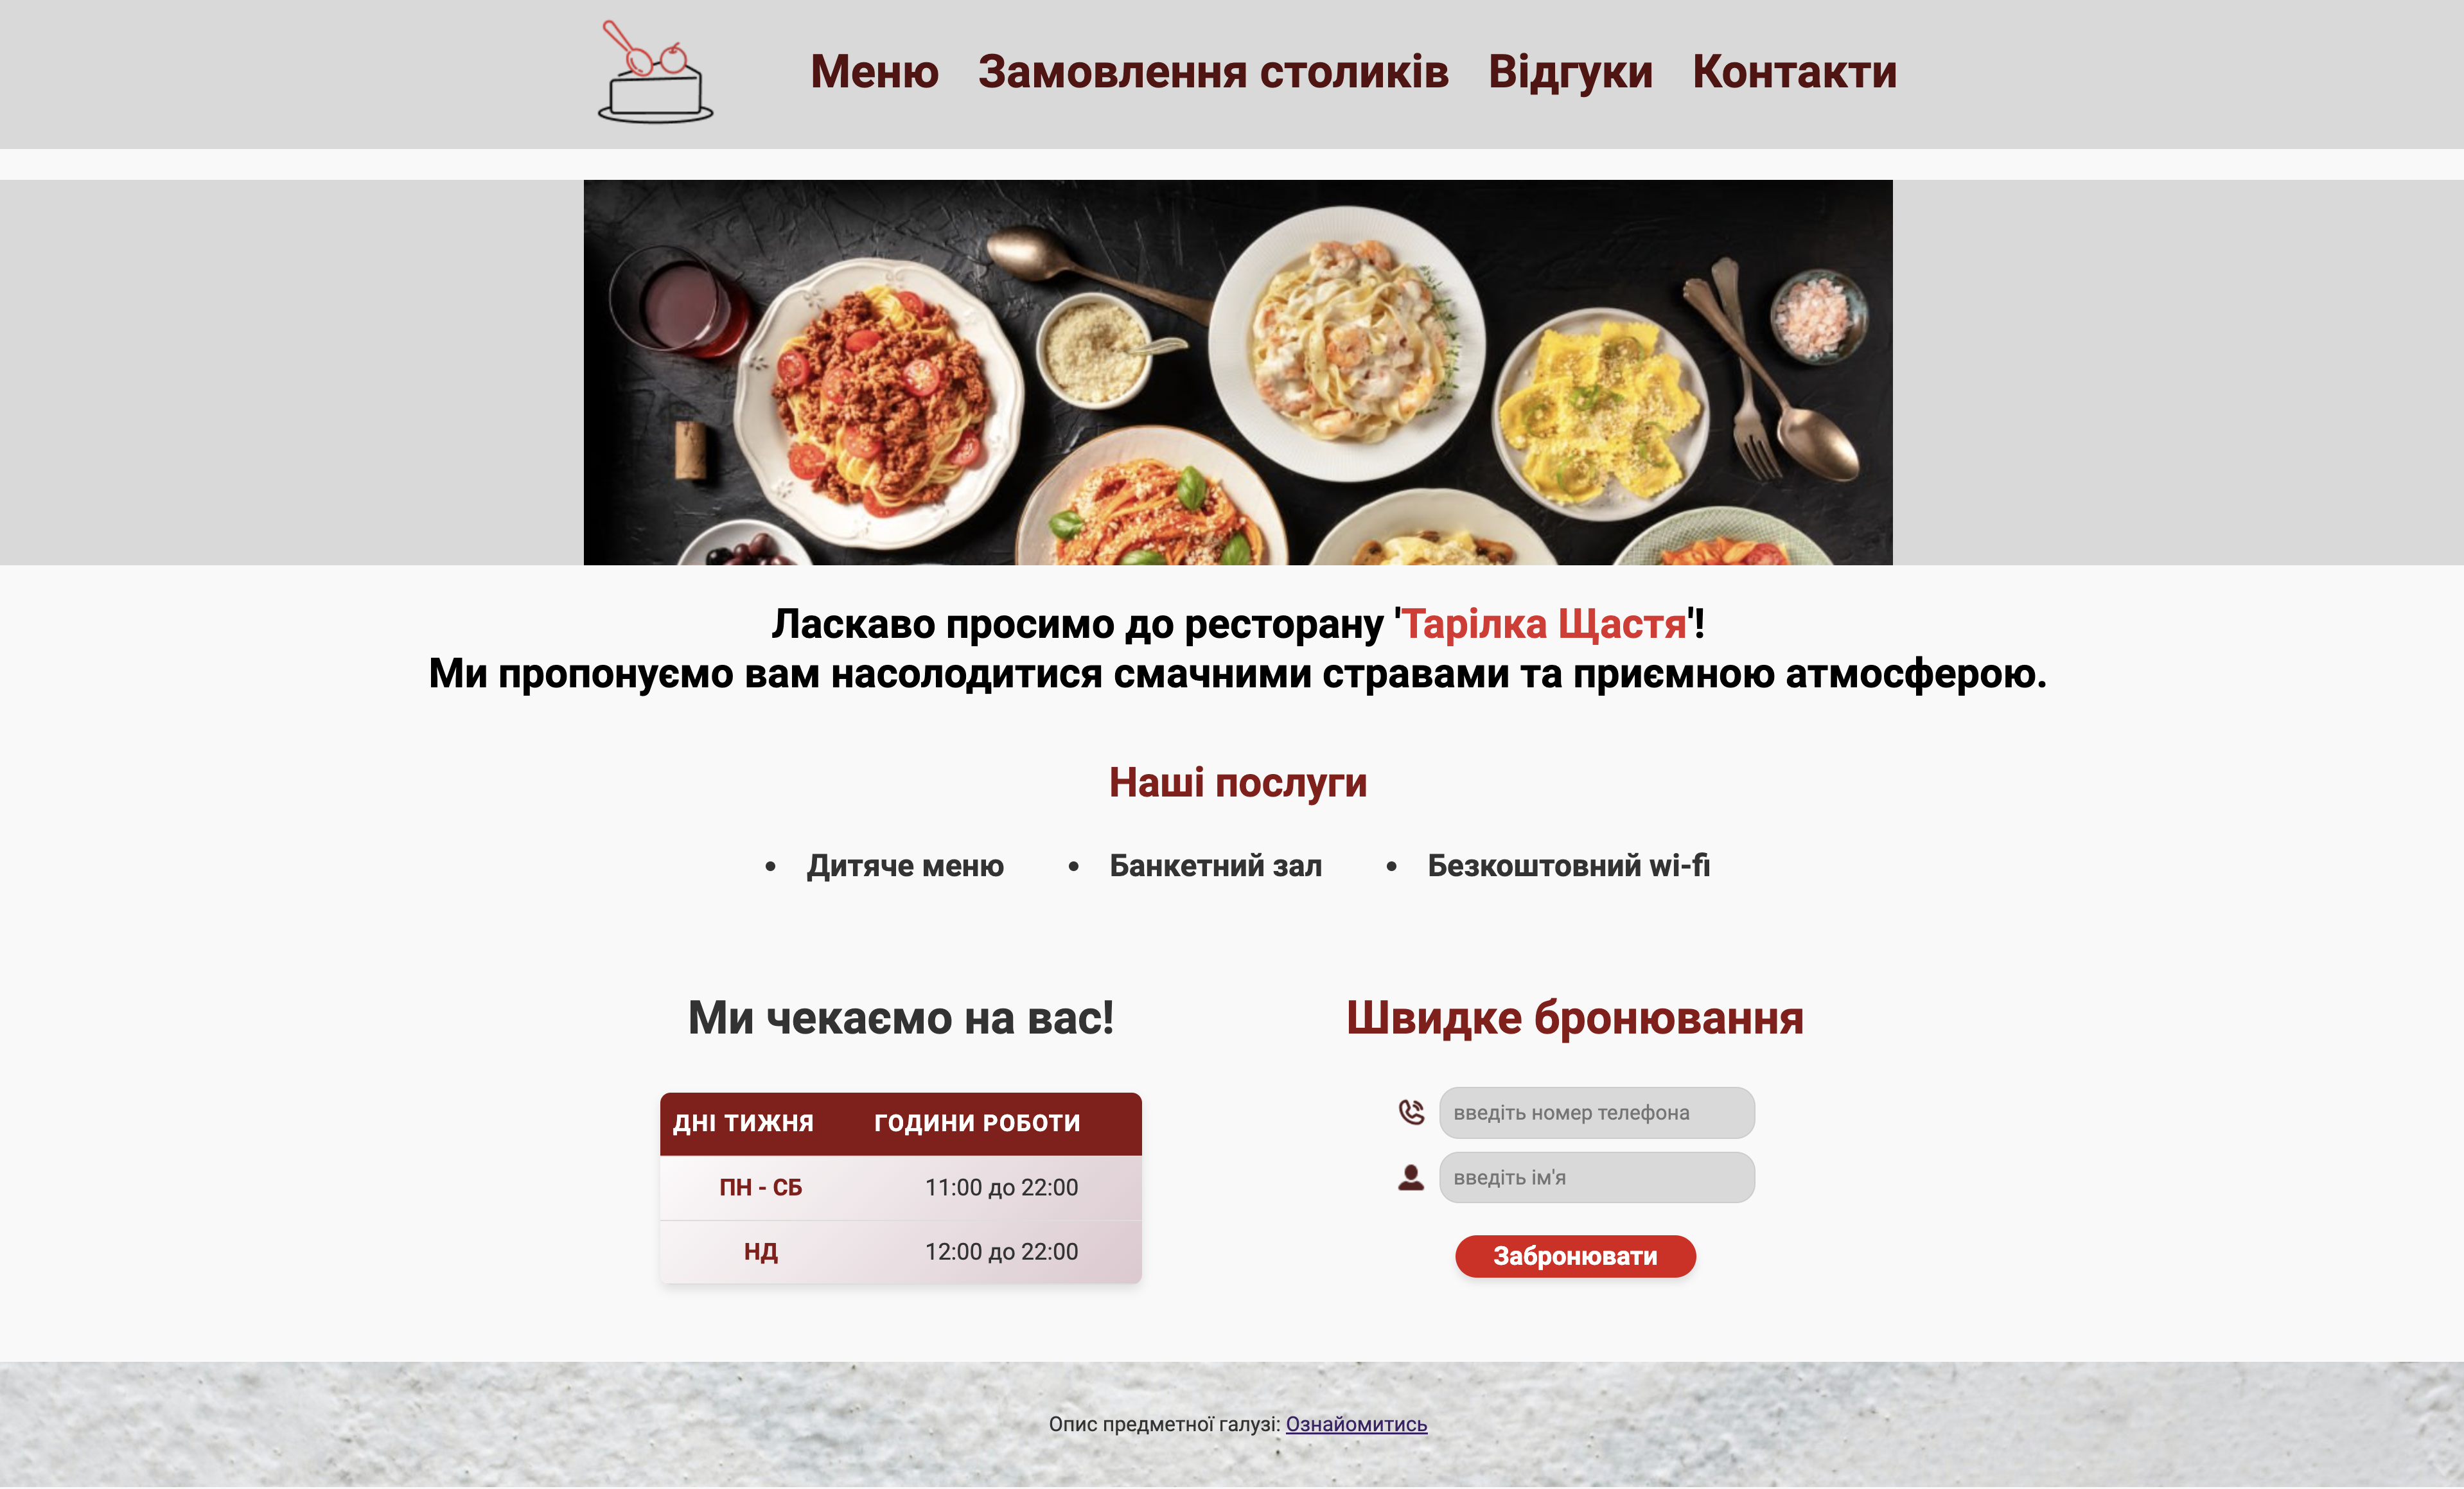 Меню Замовлення столиків Відгуки Контакти
Ласкаво просимо до ресторану 'Тарілка Щастя'!
Ми пропонуємо вам насолодитися смачними стравами та приємною атмосферою.
Наші послуги
• Дитяче меню • Банкетний зал • Безкоштовний wi-fi
Ми чекаємо на вас!
ДНІ ТИЖНЯ ГОДИНИ РОБОТИ
ПН - СБ 11:00 до 22:00
НД 12:00 до 22:00
Швидке бронювання
введіть номер телефона
введіть ім'я
Забронювати
Опис предметної галузі: Ознайомитись